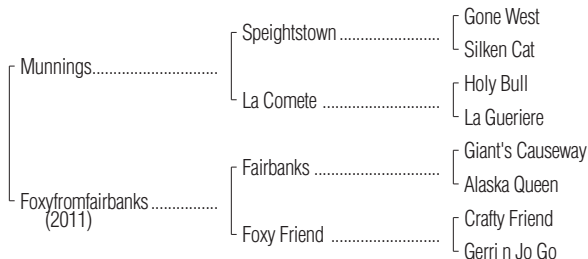 Gone West
Speightstown
Silken Cat
Munnings
Holy Bull
La Comete
La Gueriere
Giant's Causeway
Fairbanks
Alaska Queen
Foxyfromfairbanks
(2011)
Crafty Friend
Foxy Friend
Gerri n Jo Go